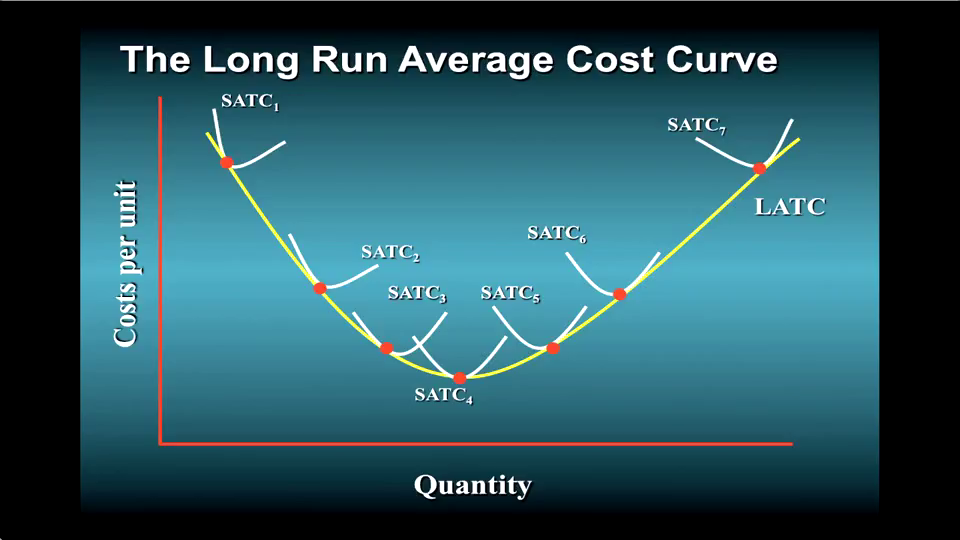 The Long Run Average Cost Curve
SATC₁
SATC₇
LATC
SATC₆
SATC₂
SATC₃
SATC₅
SATC₄
Costs per unit
Quantity